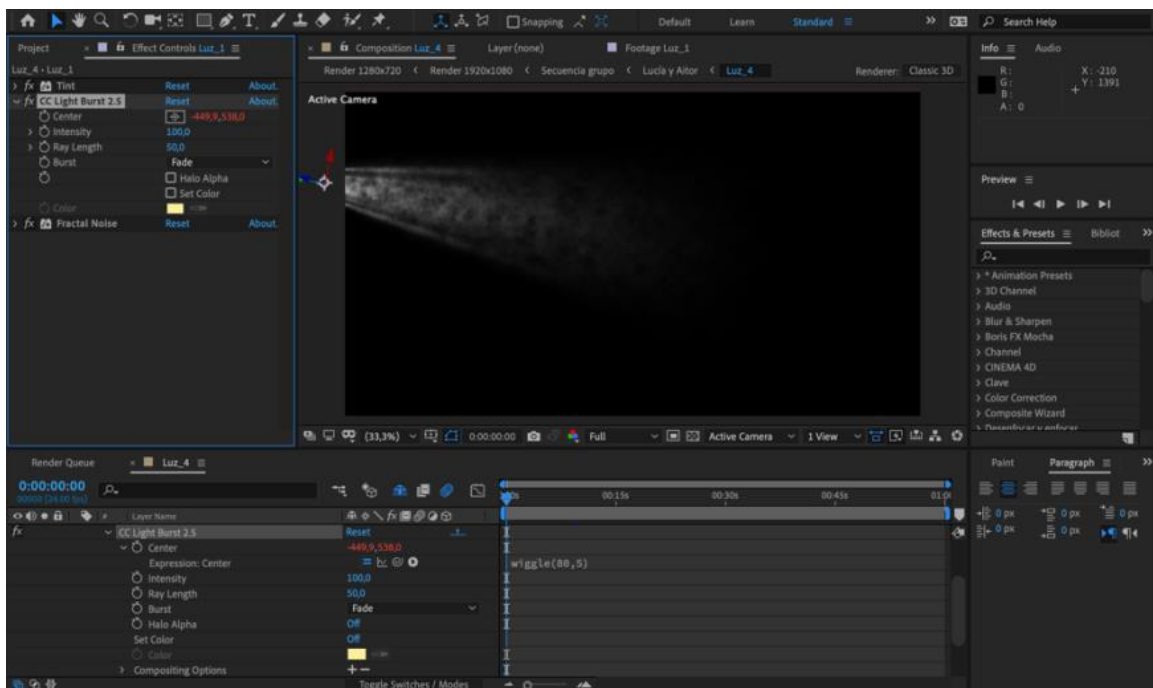 Snapping
Default
Learn
Standard
Search Help
Project
Effect Controls Luz_1
Composition Luz_4
Layer (none)
Footage Luz_1
Info
Audio
Luz_4 • Luz_1
Render 1280x720 < Render 1920x1080 < Secuencia grupo < Lucía y Aitor < Luz_4
Renderer: Classic 3D
R:
G:
B:
A: 0
X: -210
Y: 1391
fx Tint Reset About.
fx CC Light Burst 2.5 Reset About.
Center -449,9,538,0
Intensity 100,0
Ray Length 50,0
Burst Fade
Halo Alpha
Set Color
Color
fx Fractal Noise Reset About.
Active Camera
Preview
Effects & Presets
Bibliot
* Animation Presets
3D Channel
Audio
Blur & Sharpen
Boris FX Mocha
Channel
CINEMA 4D
Clave
Color Correction
Composite Wizard
Desenfocar y enfocar
(33,3%) 0:00:00:00 Full Active Camera 1 View
Render Queue
Luz_4
0:00:00:00
00000 (24.00 fps)
# Layer Name
00:15s 00:30s 00:45s
fx CC Light Burst 2.5 Reset
Center -449,9,538,0
Expression: Center wiggle(80,5)
Intensity 100,0
Ray Length 50,0
Burst Fade
Halo Alpha Off
Set Color Off
Color
Compositing Options + −
Toggle Switches / Modes
Paint
Paragraph
0 px 0 px 0 px
0 px 0 px